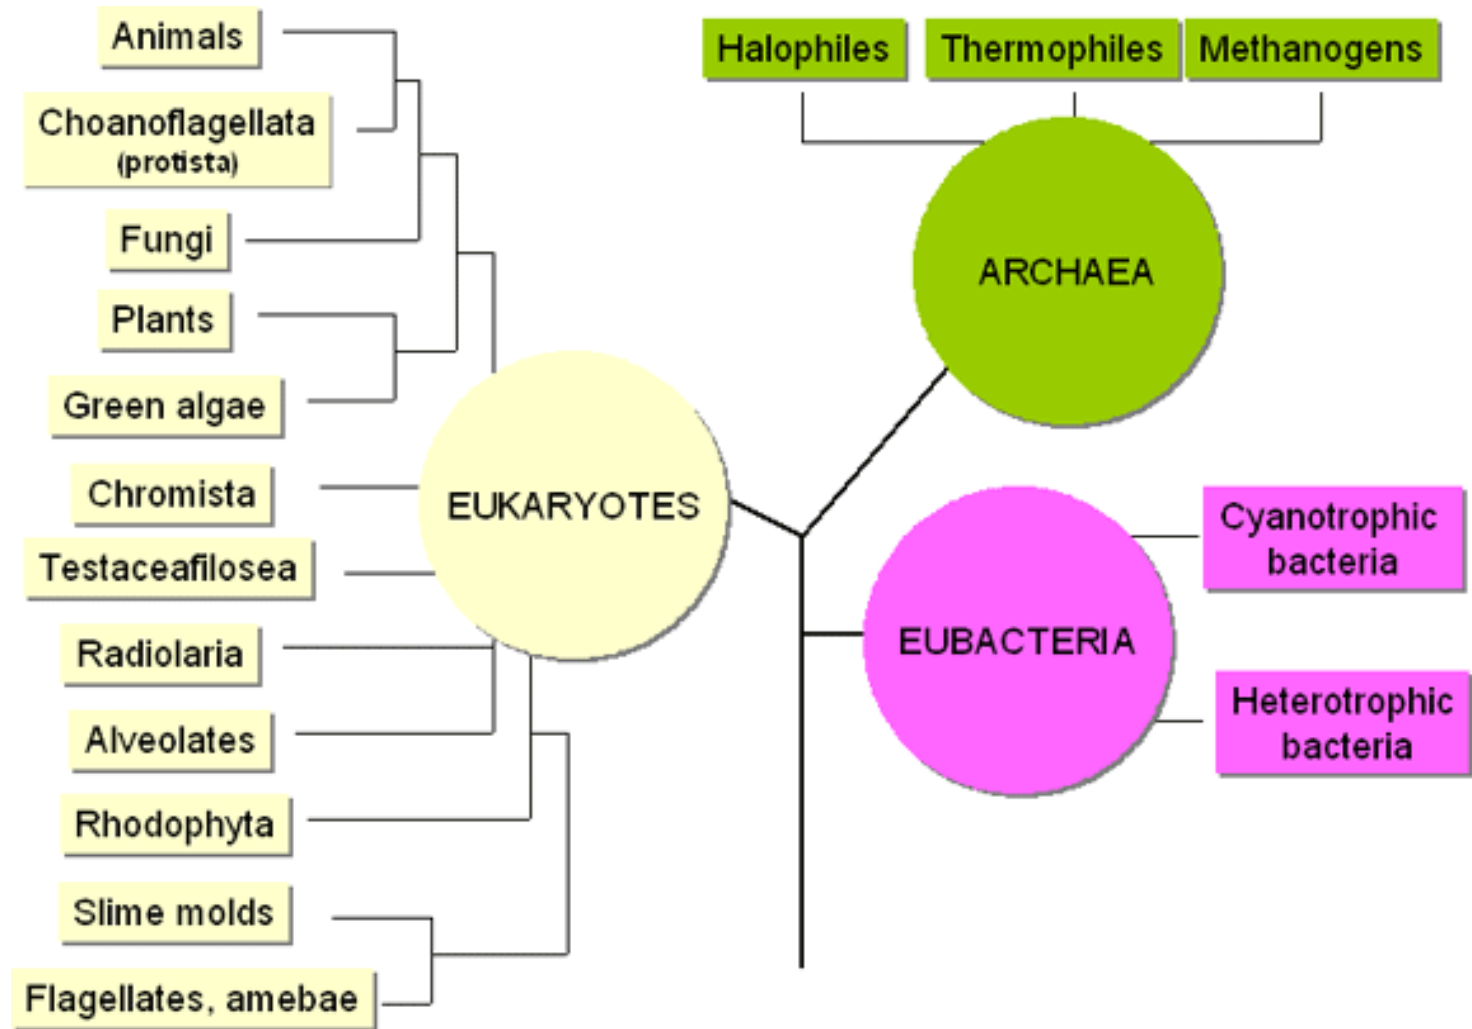 Animals
Choanoflagellata
(protista)
Fungi
Plants
Green algae
Chromista
Testaceafilosea
Radiolaria
Alveolates
Rhodophyta
Slime molds
Flagellates, amebae
EUKARYOTES
Halophiles
Thermophiles
Methanogens
ARCHAEA
EUBACTERIA
Cyanotrophic
bacteria
Heterotrophic
bacteria